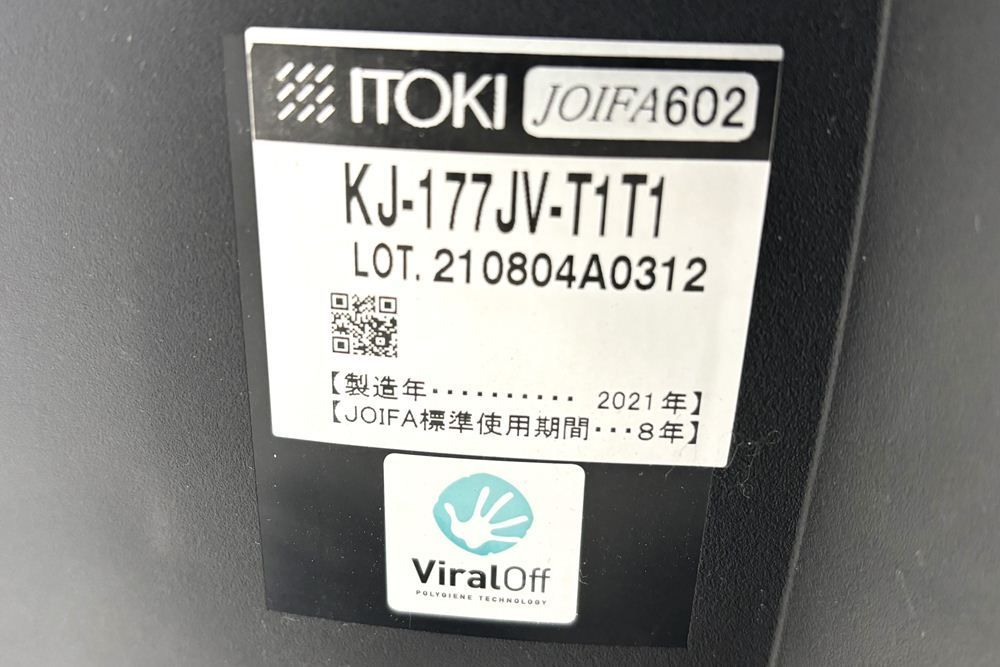 ITOKI JOIFA602
KJ-177JV-T1T1
LOT. 210804A0312
【製造年‥‥‥‥‥ 2021年】
【JOIFA標準使用期間‥‥8年】
ViralOff
POLYGIENE TECHNOLOGY